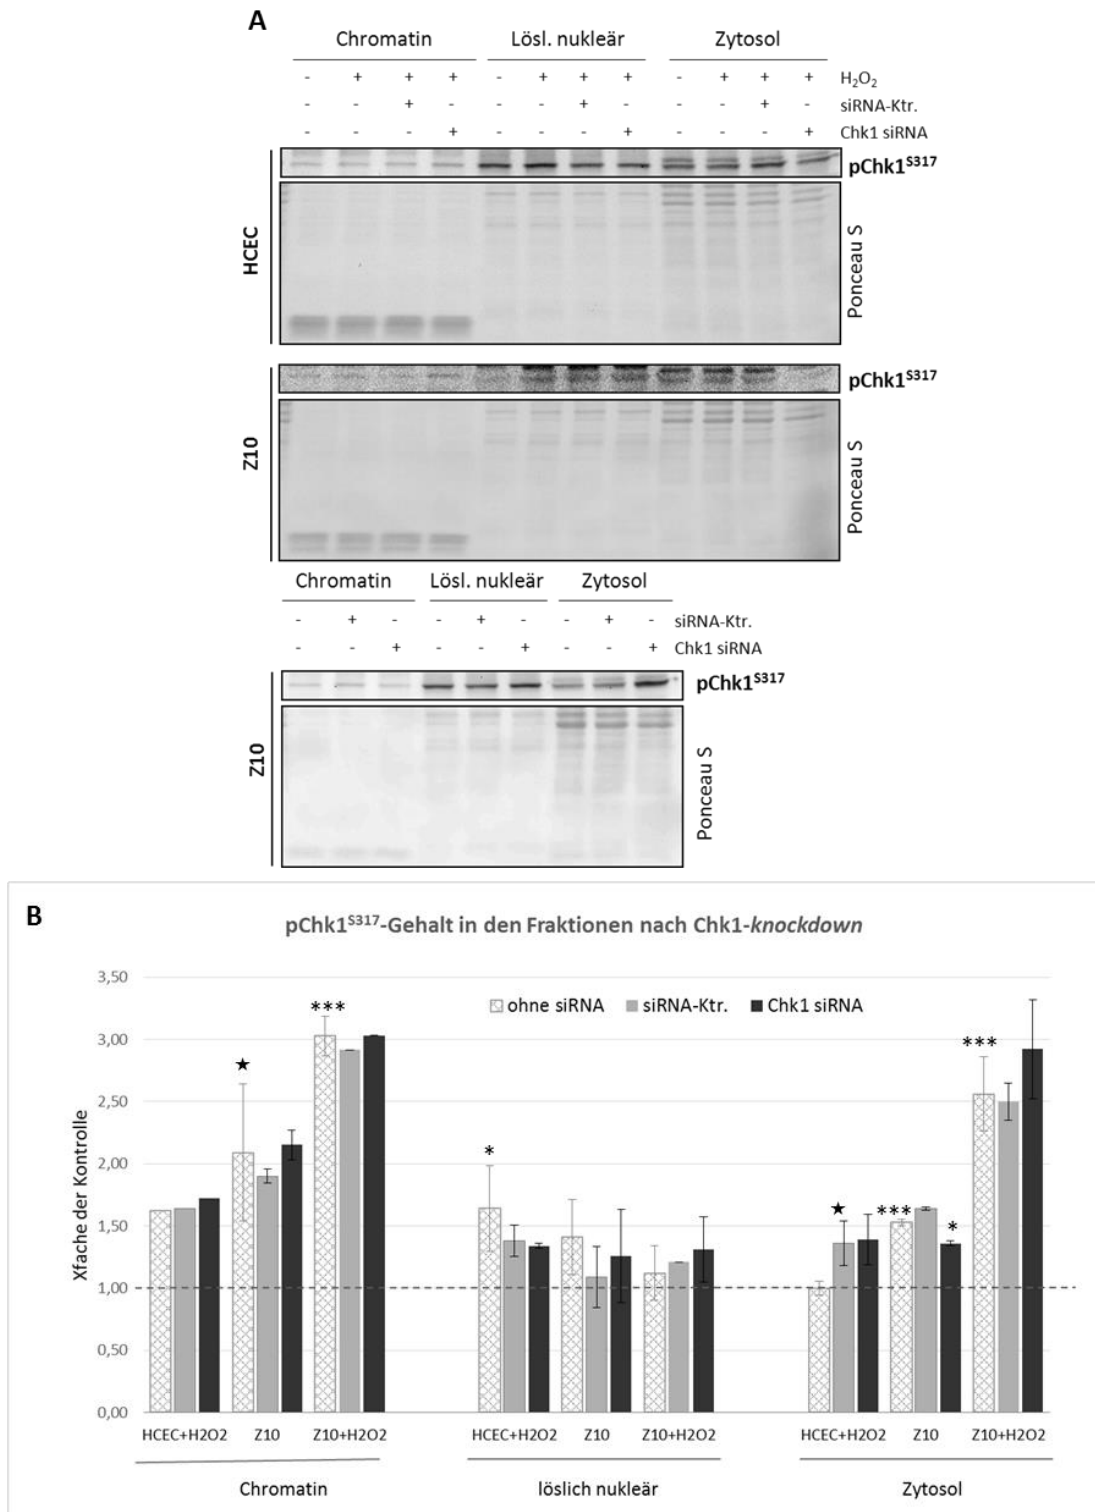 A
Chromatin Lösl. nukleär Zytosol
- + + + - + + + - + + + H₂O₂
- - + - - - + - - - + - siRNA-Ktr.
- - - + - - - + - - - + Chk1 siRNA
pChk1ˢ³¹⁷
HCEC
Ponceau S
pChk1ˢ³¹⁷
Z10
Ponceau S
Chromatin Lösl. nukleär Zytosol
- + - - + - - + - siRNA-Ktr.
- - + - - + - - + Chk1 siRNA
pChk1ˢ³¹⁷
Z10
Ponceau S
B
pChk1ˢ³¹⁷-Gehalt in den Fraktionen nach Chk1-knockdown
ohne siRNA siRNA-Ktr. Chk1 siRNA
Xfache der Kontrolle
3,50
3,00
2,50
2,00
1,50
1,00
0,50
0,00
★ *** * ★ *** * ***
HCEC+H2O2 Z10 Z10+H2O2 HCEC+H2O2 Z10 Z10+H2O2 HCEC+H2O2 Z10 Z10+H2O2
Chromatin löslich nukleär Zytosol